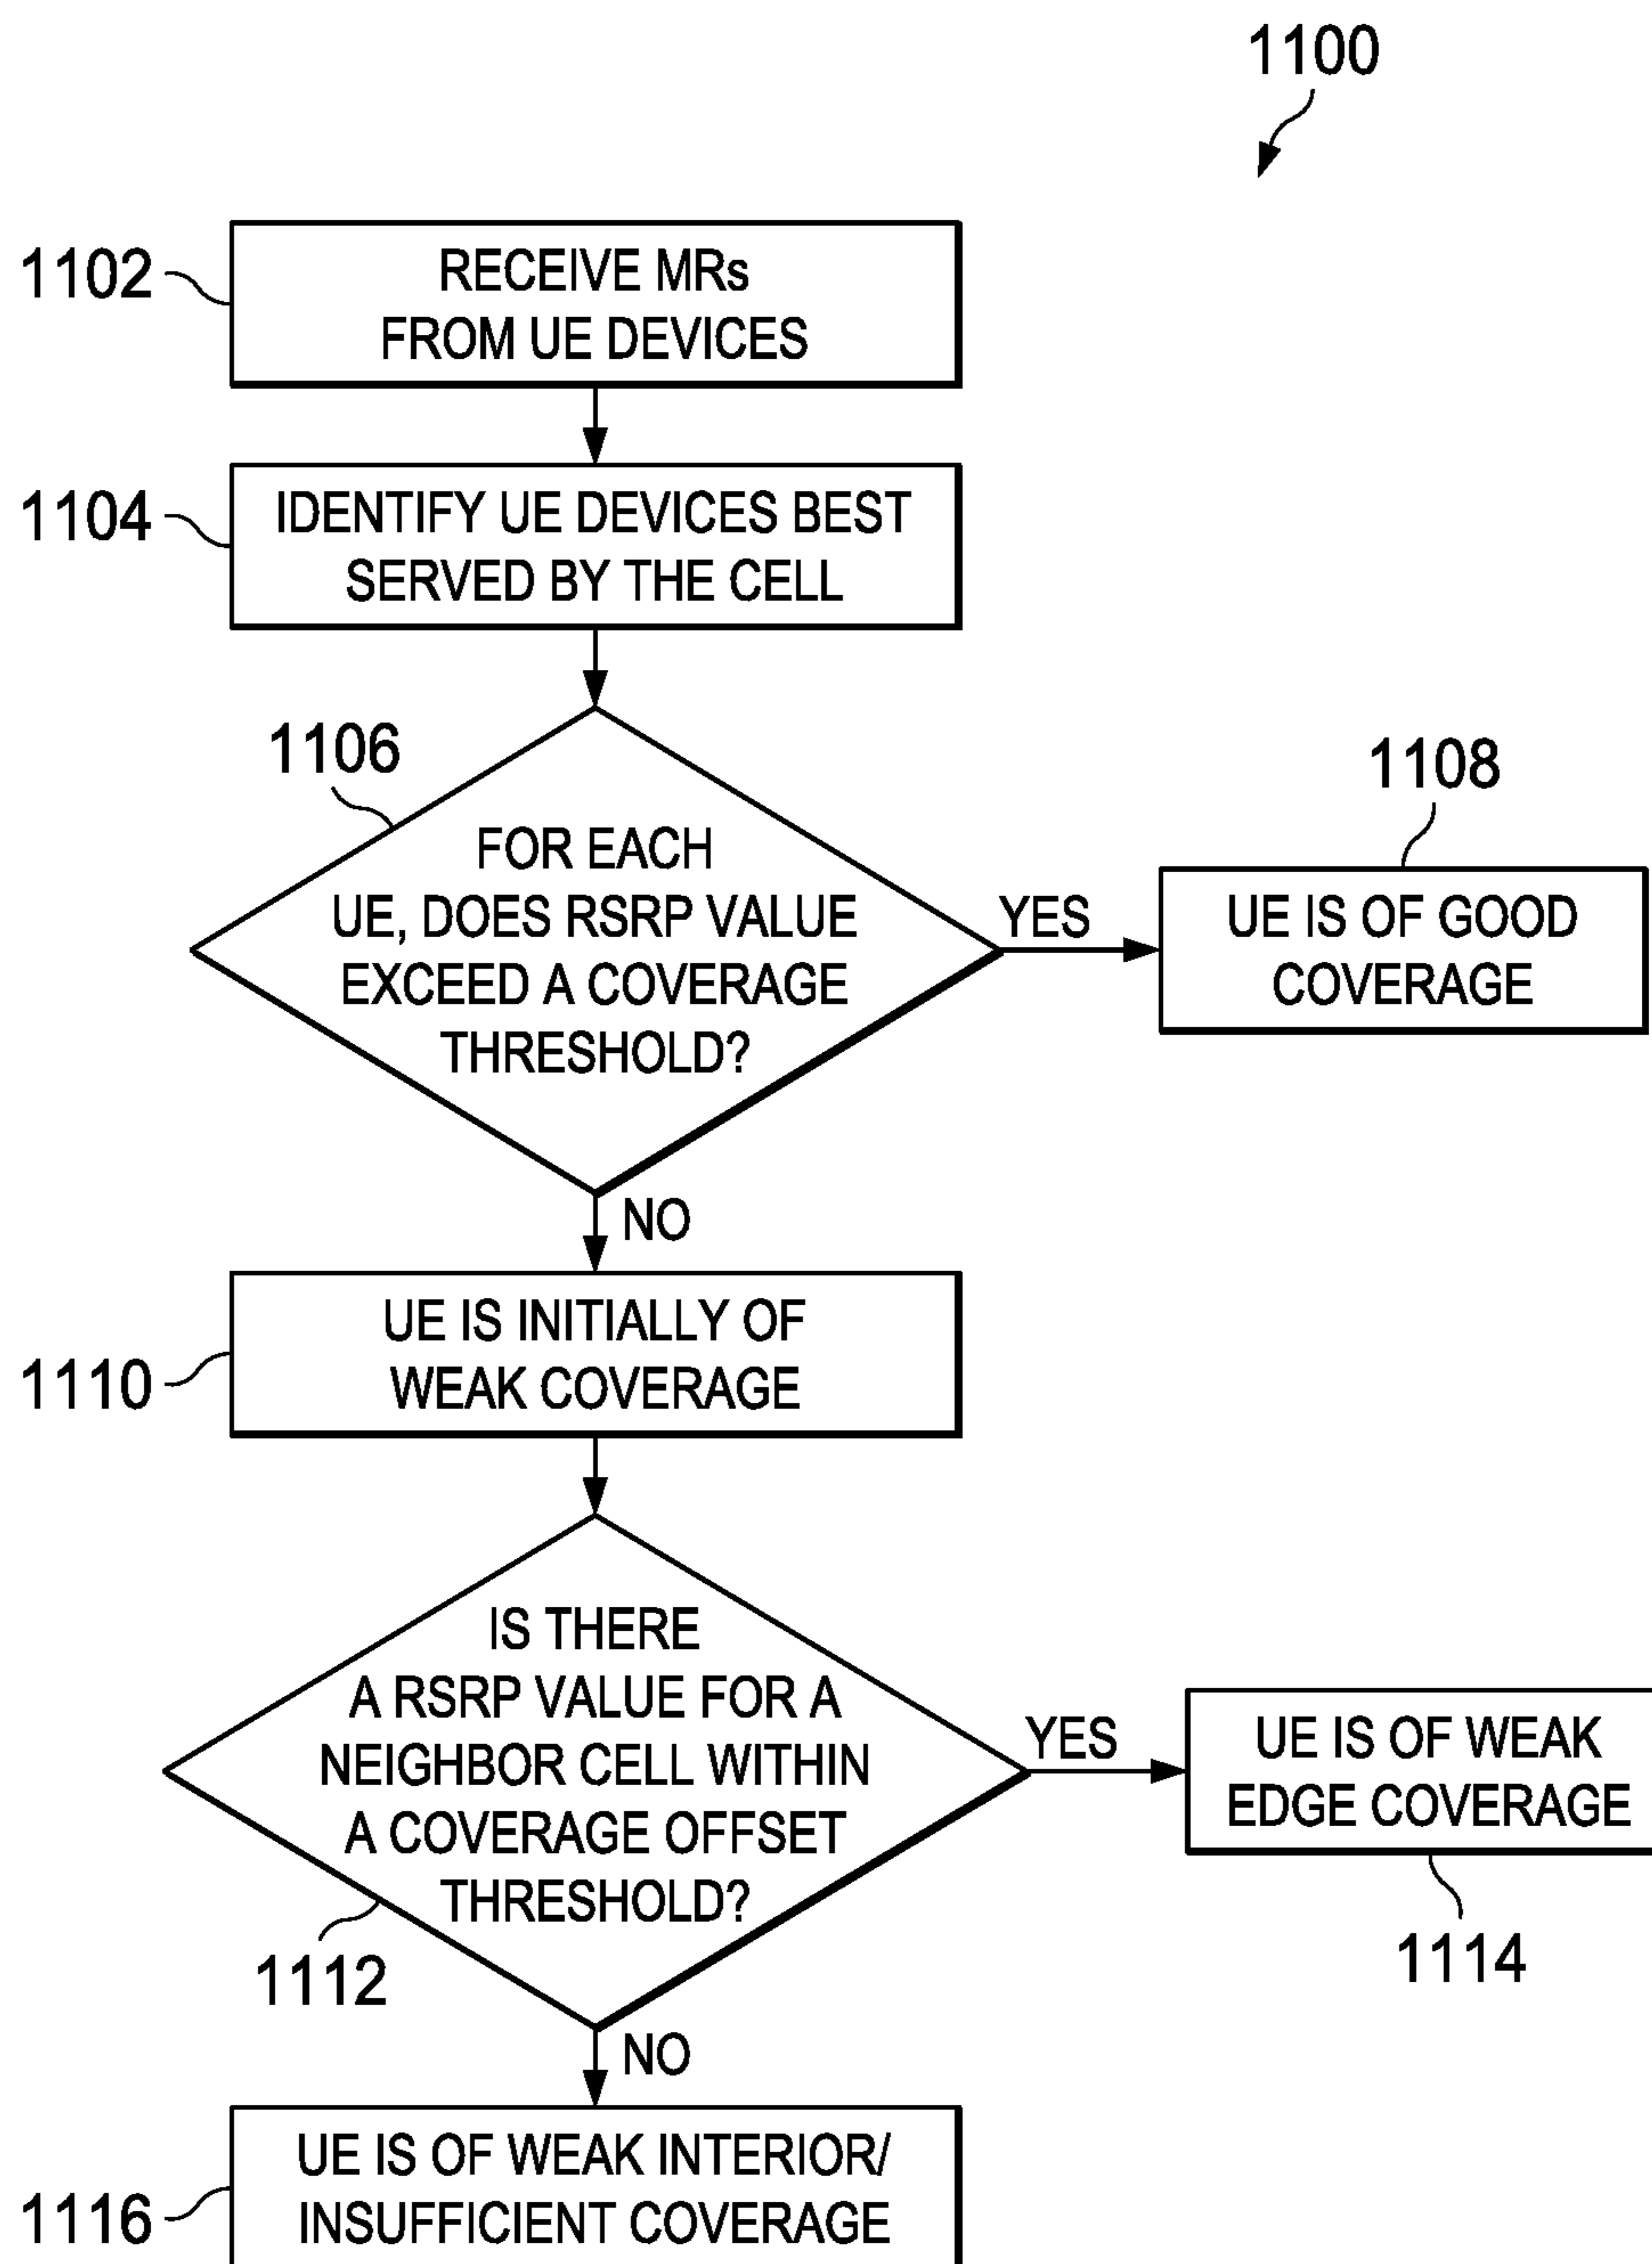 1100
1102
RECEIVE MRs
FROM UE DEVICES
1104
IDENTIFY UE DEVICES BEST
SERVED BY THE CELL
1106
FOR EACH
UE, DOES RSRP VALUE
EXCEED A COVERAGE
THRESHOLD?
YES
1108
UE IS OF GOOD
COVERAGE
NO
1110
UE IS INITIALLY OF
WEAK COVERAGE
IS THERE
A RSRP VALUE FOR A
NEIGHBOR CELL WITHIN
A COVERAGE OFFSET
THRESHOLD?
1112
YES
UE IS OF WEAK
EDGE COVERAGE
1114
NO
1116
UE IS OF WEAK INTERIOR/
INSUFFICIENT COVERAGE